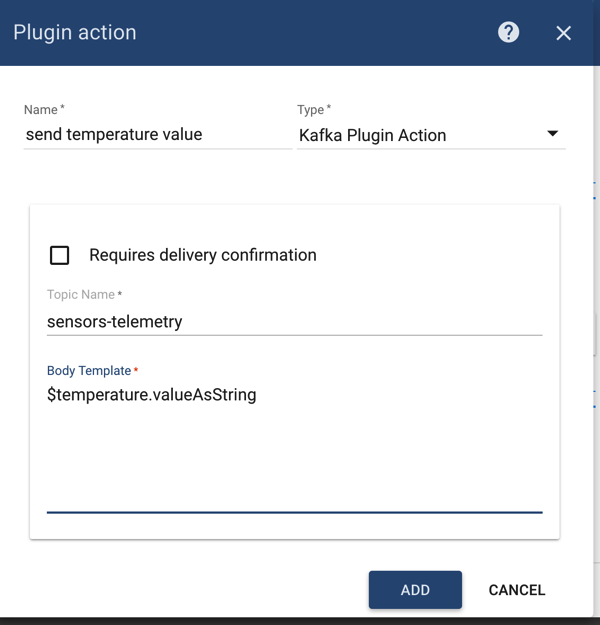 Plugin action
Name *
Type *
send temperature value
Kafka Plugin Action
Requires delivery confirmation
Topic Name *
sensors-telemetry
Body Template *
$temperature.valueAsString
ADD
CANCEL